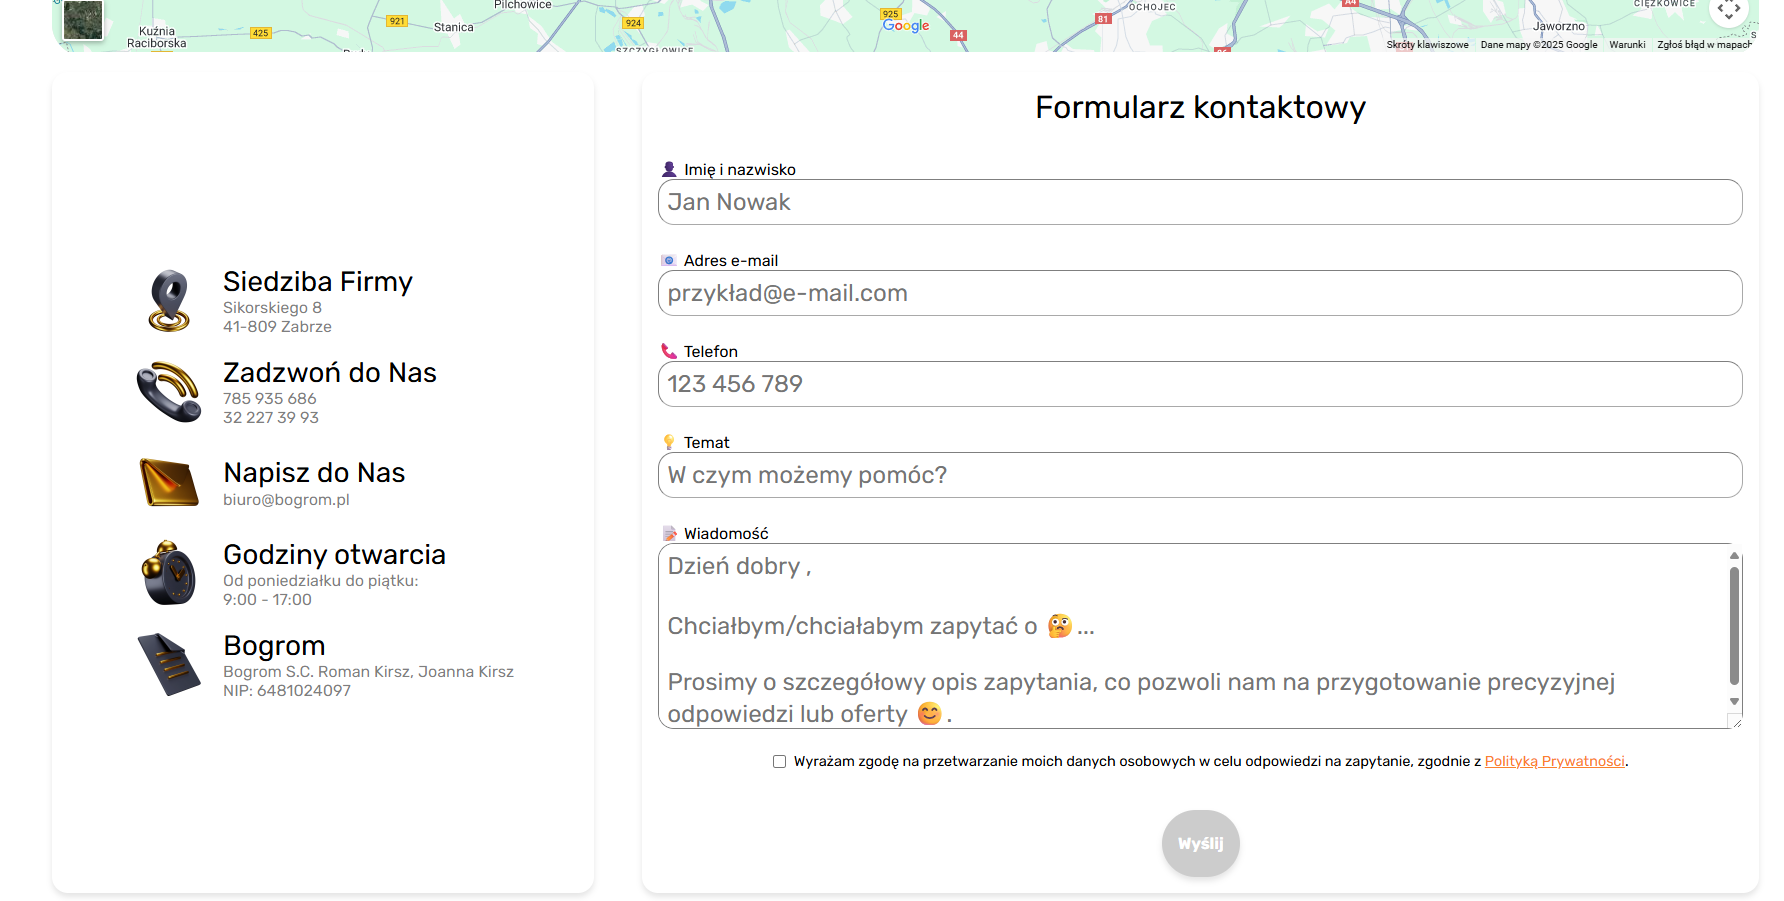 Pilchowice
Kuźnia
Raciborska
425
921
Stanica
924
925
Google
44
81
OCHOJEC
A4
CIĘŻKOWICE
Jaworzno
Skróty klawiszowe Dane mapy ©2025 Google Warunki Zgłoś błąd w mapach
Siedziba Firmy
Sikorskiego 8
41-809 Zabrze
Zadzwoń do Nas
785 935 686
32 227 39 93
Napisz do Nas
biuro@bogrom.pl
Godziny otwarcia
Od poniedziałku do piątku:
9:00 - 17:00
Bogrom
Bogrom S.C. Roman Kirsz, Joanna Kirsz
NIP: 6481024097
Formularz kontaktowy
Imię i nazwisko
Jan Nowak
Adres e-mail
przykład@e-mail.com
Telefon
123 456 789
Temat
W czym możemy pomóc?
Wiadomość
Dzień dobry ,
Chciałbym/chciałabym zapytać o 🤔...
Prosimy o szczegółowy opis zapytania, co pozwoli nam na przygotowanie precyzyjnej
odpowiedzi lub oferty 😊.
Wyrażam zgodę na przetwarzanie moich danych osobowych w celu odpowiedzi na zapytanie, zgodnie z Polityką Prywatności.
Wyślij